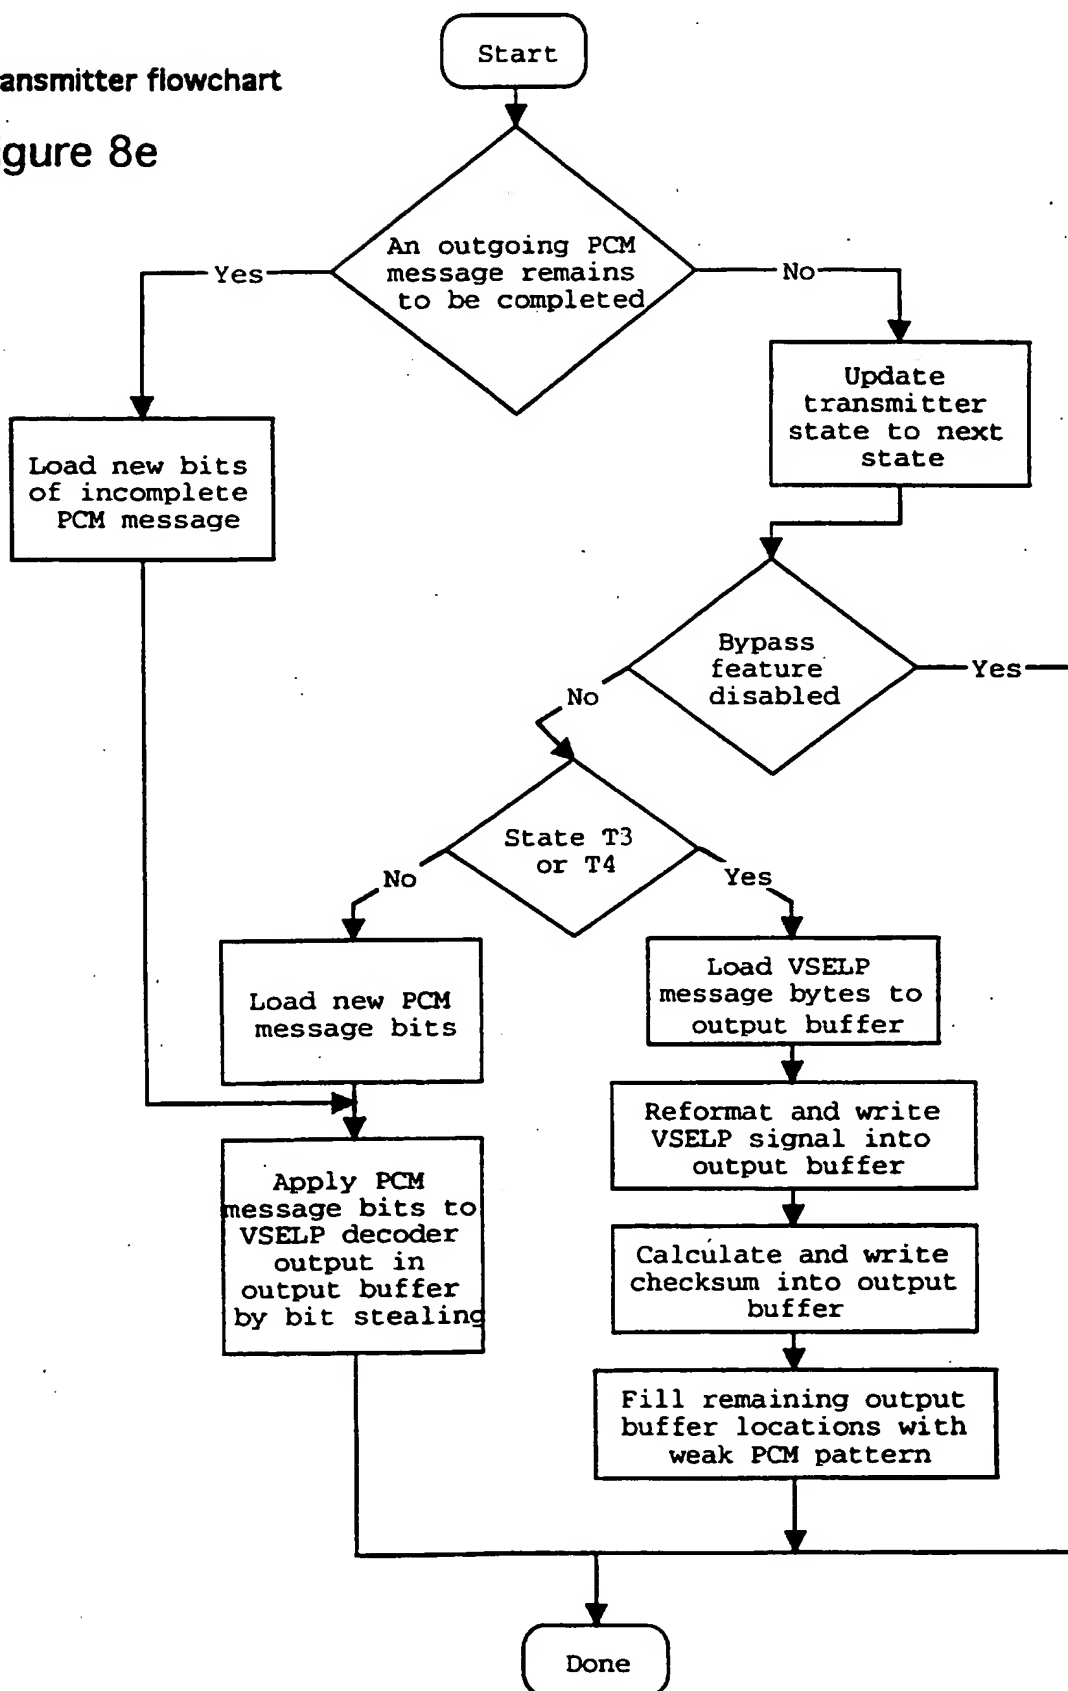 ansmitter flowchart
gure 8e
Start
An outgoing PCM
message remains
to be completed
Yes
No
Update
transmitter
state to next
state
Load new bits
of incomplete
PCM message
Bypass
feature
disabled
Yes
No
State T3
or T4
No
Yes
Load new PCM
message bits
Load VSELP
message bytes to
output buffer
Reformat and write
VSELP signal into
output buffer
Apply PCM
message bits to
VSELP decoder
output in
output buffer
by bit stealing
Calculate and write
checksum into output
buffer
Fill remaining output
buffer locations with
weak PCM pattern
Done